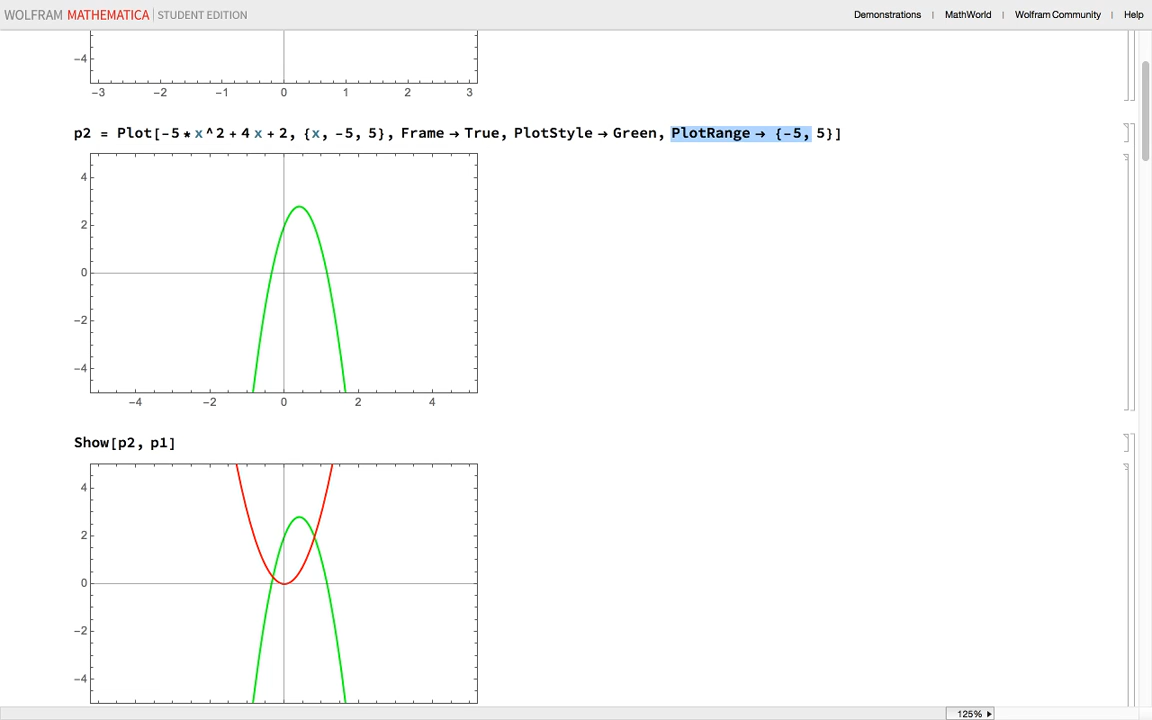 WOLFRAM MATHEMATICA | STUDENT EDITION
Demonstrations | MathWorld | Wolfram Community | Help
-4
-3 -2 -1 0 1 2 3
p2 = Plot[-5*x^2+4 x+2, {x, -5, 5}, Frame→True, PlotStyle→Green, PlotRange→ {-5, 5}]
4
2
0
-2
-4
-4 -2 0 2 4
Show[p2, p1]
4
2
0
-2
-4
125% ▶